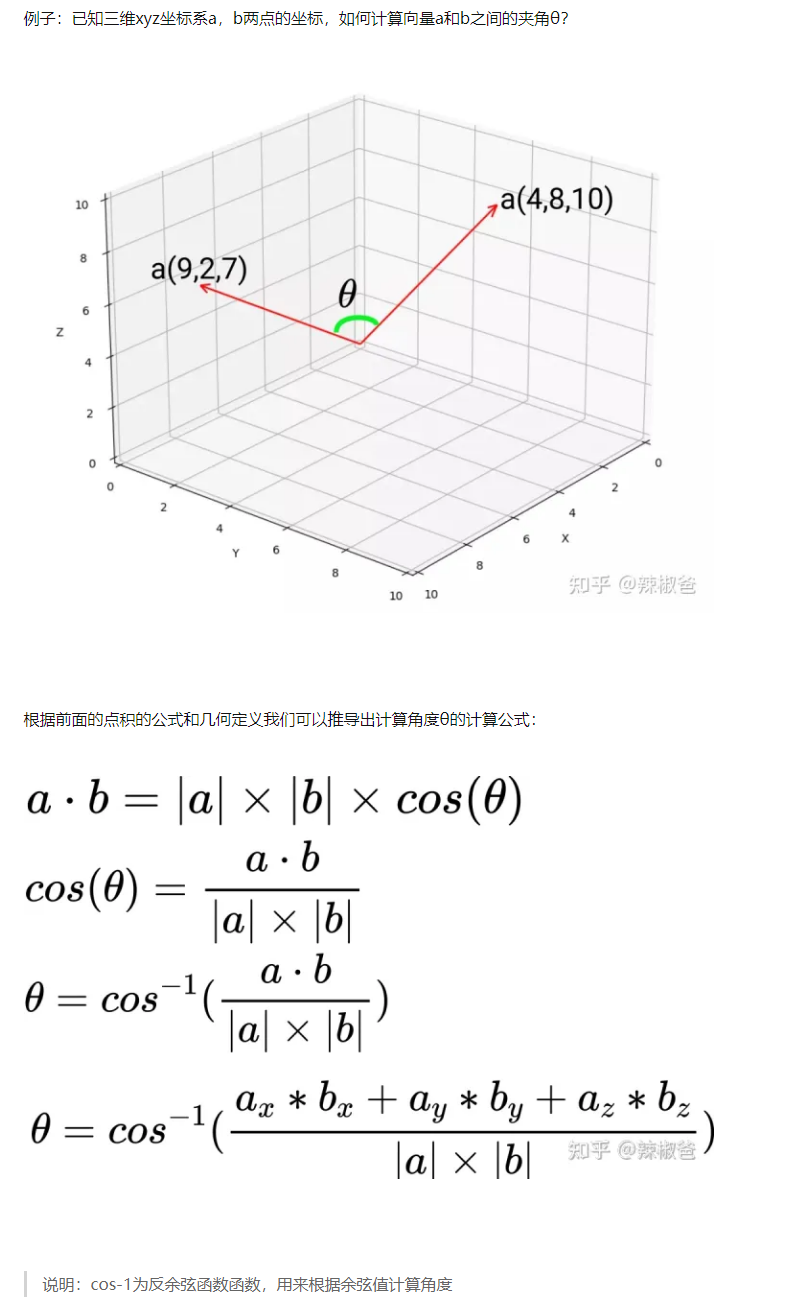 例子：已知三维xyz坐标系a，b两点的坐标，如何计算向量a和b之间的夹角θ?
a(4,8,10)
a(9,2,7)
θ
10
8
6
Z
4
2
0
0
2
4
Y
6
8
10
10
8
6
X
4
2
0
知乎 @辣椒爸
根据前面的点积的公式和几何定义我们可以推导出计算角度θ的计算公式：
a · b = |a| × |b| × cos(θ)
cos(θ) = \frac{a · b}{|a| × |b|}
θ = cos^{-1}(\frac{a · b}{|a| × |b|})
θ = cos^{-1}(\frac{a_x * b_x + a_y * b_y + a_z * b_z}{|a| × |b|})
知乎 @辣椒爸
说明：cos-1为反余弦函数函数，用来根据余弦值计算角度